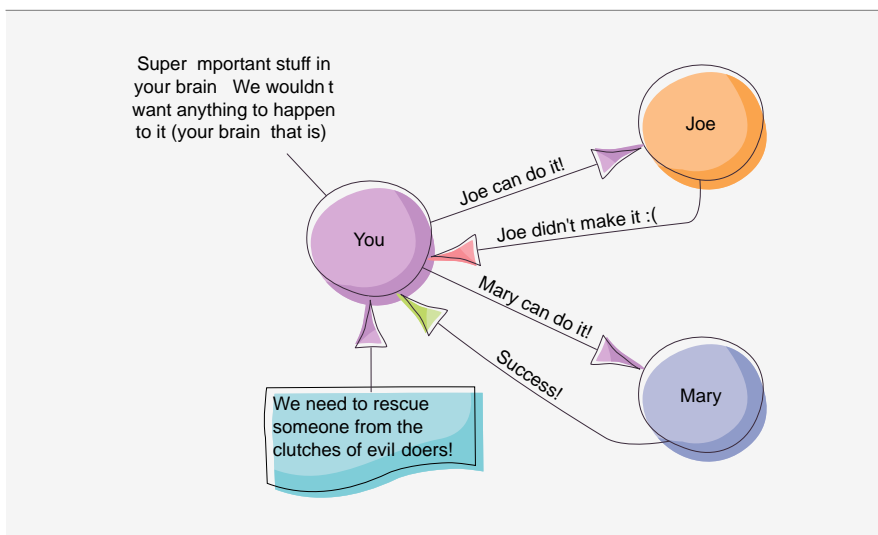 Super mportant stuff in
your brain We wouldn t
want anything to happen
to it (your brain that is)
Joe
Joe can do it!
Joe didn't make it :(
You
Mary can do it!
Success!
Mary
We need to rescue
someone from the
clutches of evil doers!